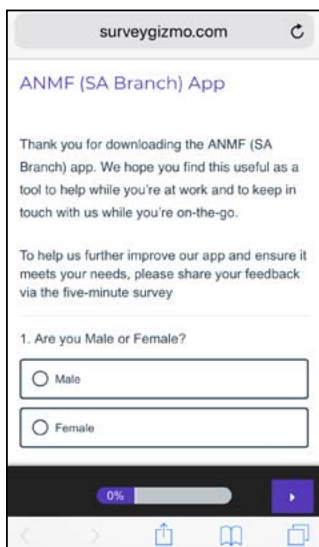 surveygizmo.com
ANMF (SA Branch) App
Thank you for downloading the ANMF (SA
Branch) app. We hope you find this useful as a
tool to help while you're at work and to keep in
touch with us while you're on-the-go.
To help us further improve our app and ensure it
meets your needs, please share your feedback
via the five-minute survey
1. Are you Male or Female?
Male
Female
0%